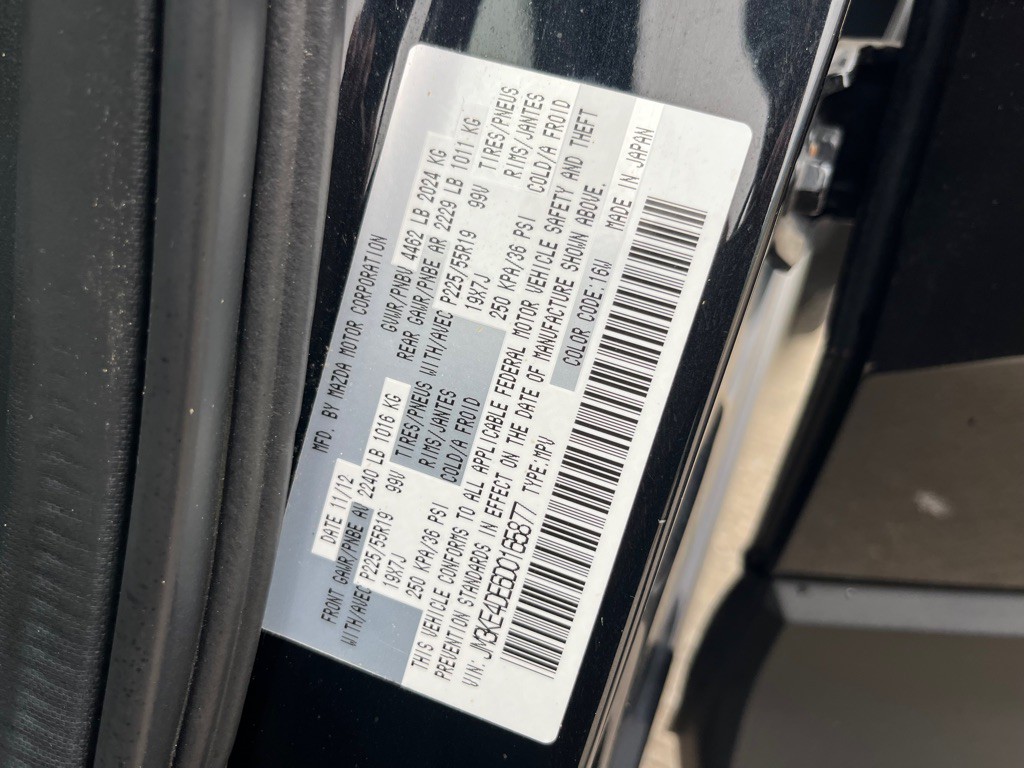 MFD. BY MAZDA MOTOR CORPORATION
DATE 11/12 GVWR/PNBV 4462 LB 2024 KG
FRONT GAWR/PNBE AV 2240 LB 1016 KG REAR GAWR/PNBE AR 2229 LB 1011 KG
WITH/AVEC P225/55R19 99V TIRES/PNEUS WITH/AVEC P225/55R19 99V TIRES/PNEUS
19X7J RIMS/JANTES 19X7J RIMS/JANTES
250 KPA/36 PSI COLD/A FROID 250 KPA/36 PSI COLD/A FROID
THIS VEHICLE CONFORMS TO ALL APPLICABLE FEDERAL MOTOR VEHICLE SAFETY AND THEFT
PREVENTION STANDARDS IN EFFECT ON THE DATE OF MANUFACTURE SHOWN ABOVE.
VIN: JM3KE4DE6D0165877 TYPE:MPV COLOR CODE:16W MADE IN JAPAN